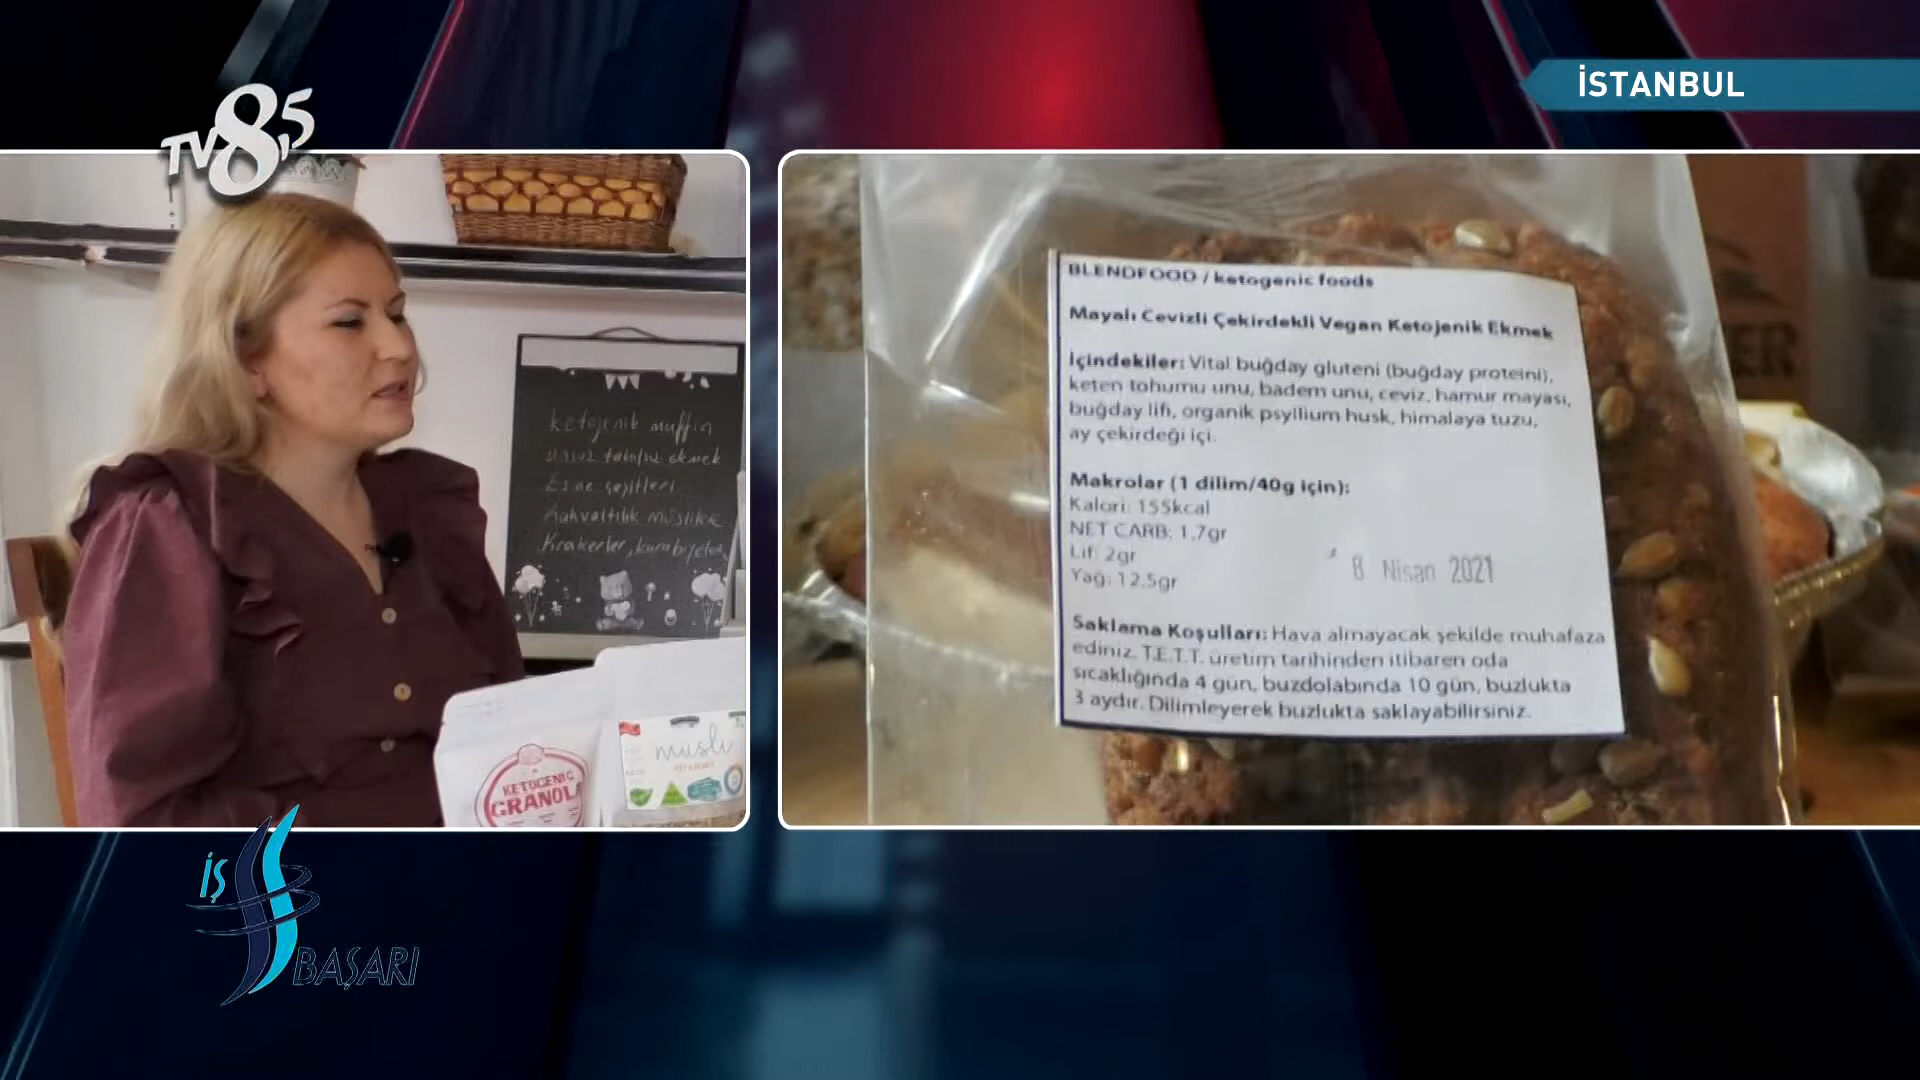 TV8,5
İSTANBUL
ketojenik muffin
Krakerler, kurabiyeler
KETOGENIC
GRANOLA
müsli
BLENDFOOD / ketogenic foods
Mayalı Cevizli Çekirdekli Vegan Ketojenik Ekmek
İçindekiler: Vital buğday gluteni (buğday proteini),
keten tohumu unu, badem unu, ceviz, hamur mayası,
buğday lifi, organik psyllium husk, himalaya tuzu,
ay çekirdeği içi.
Makrolar (1 dilim/40g için):
Kalori: 155kcal
NET CARB: 1.7gr
Lif: 2gr
Yağ: 12.5gr
8 Nisan 2021
Saklama Koşulları: Hava almayacak şekilde muhafaza
ediniz. T.E.T.T. üretim tarihinden itibaren oda
sıcaklığında 4 gün, buzdolabında 10 gün, buzlukta
3 aydır. Dilimleyerek buzlukta saklayabilirsiniz.
İŞ
BAŞARI